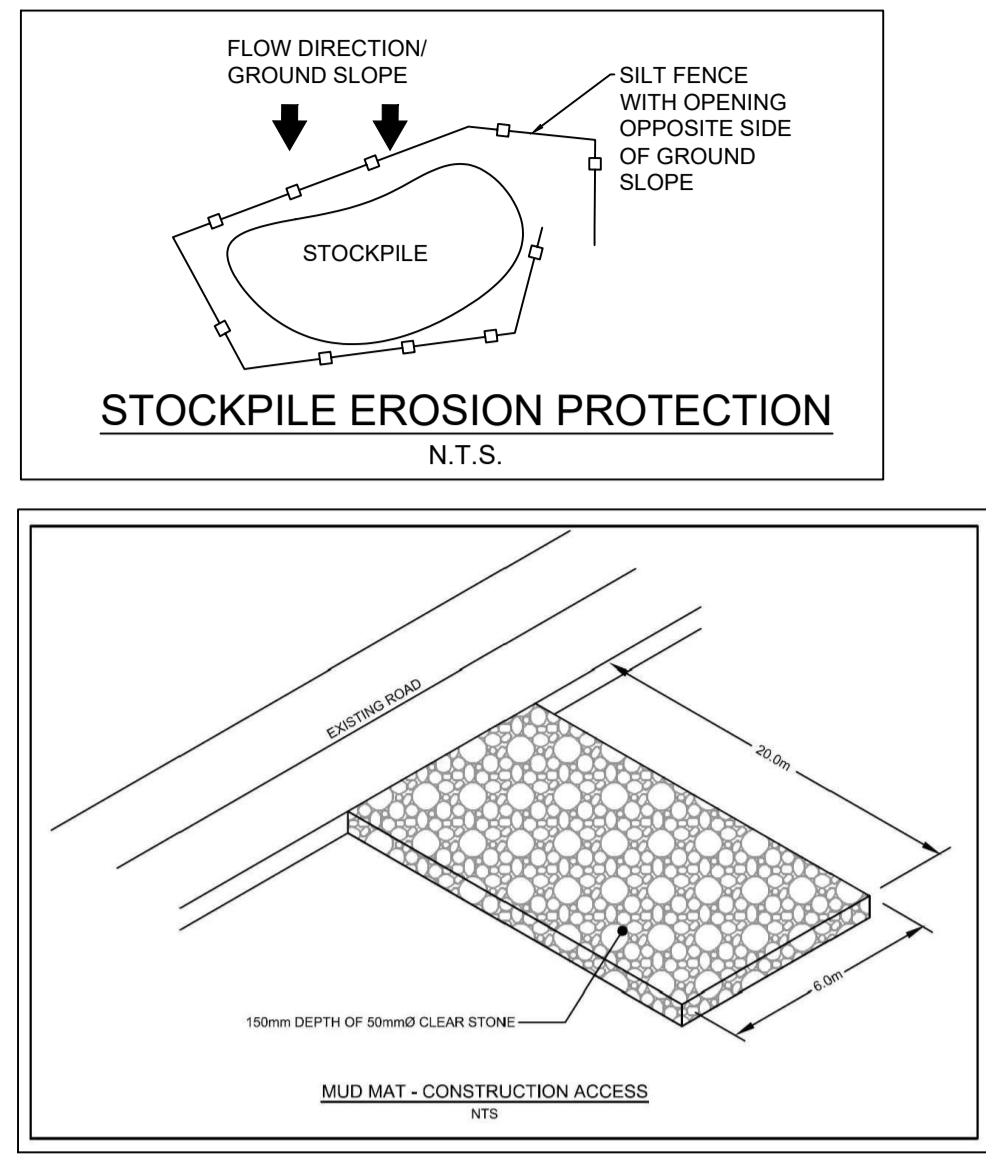 FLOW DIRECTION/
GROUND SLOPE
SILT FENCE
WITH OPENING
OPPOSITE SIDE
OF GROUND
SLOPE
STOCKPILE
STOCKPILE EROSION PROTECTION
N.T.S.
EXISTING ROAD
20.0m
6.0m
150mm DEPTH OF 50mmØ CLEAR STONE
MUD MAT - CONSTRUCTION ACCESS
NTS